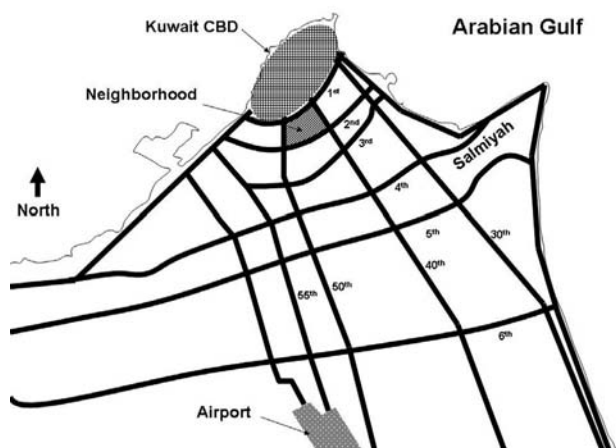 Kuwait CBD
Arabian Gulf
Neighborhood
1st
2nd
3rd
Salmiyah
4th
North
5th
30th
40th
50th
55th
6th
Airport